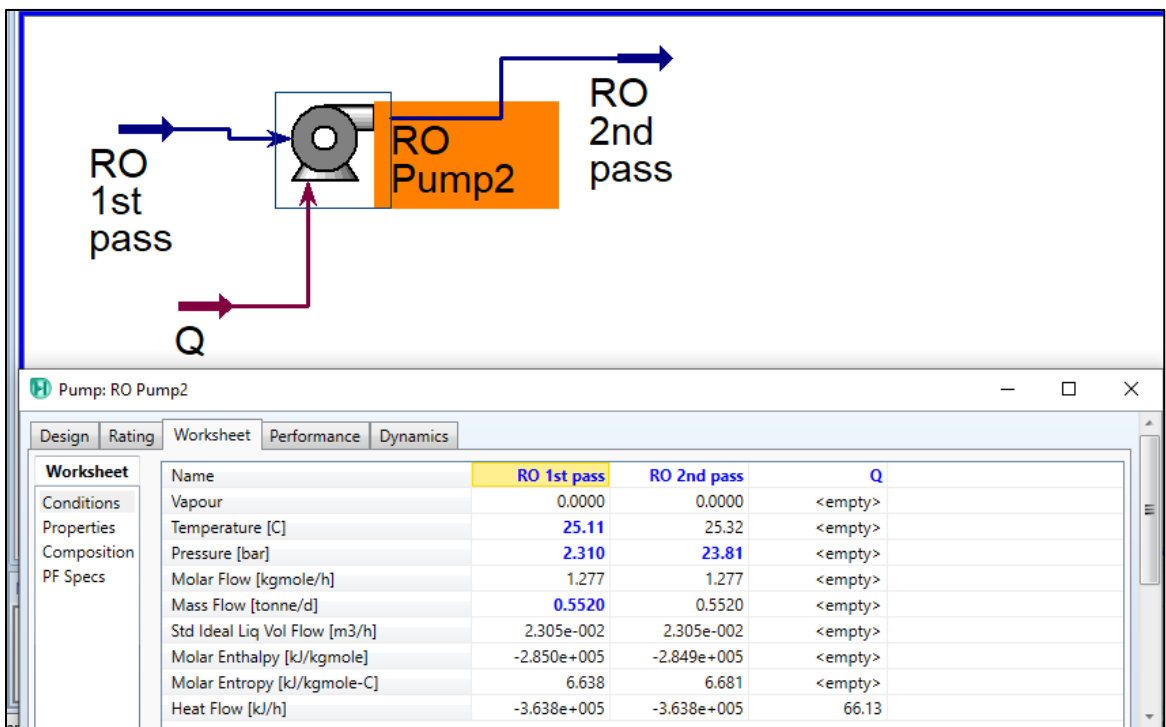 RO
1st
pass
RO
Pump2
RO
2nd
pass
Q
Pump: RO Pump2
Design Rating Worksheet Performance Dynamics
Worksheet
Conditions
Properties
Composition
PF Specs
Name RO 1st pass RO 2nd pass Q
Vapour 0.0000 0.0000 <empty>
Temperature [C] 25.11 25.32 <empty>
Pressure [bar] 2.310 23.81 <empty>
Molar Flow [kgmole/h] 1.277 1.277 <empty>
Mass Flow [tonne/d] 0.5520 0.5520 <empty>
Std Ideal Liq Vol Flow [m3/h] 2.305e-002 2.305e-002 <empty>
Molar Enthalpy [kJ/kgmole] -2.850e+005 -2.849e+005 <empty>
Molar Entropy [kJ/kgmole-C] 6.638 6.681 <empty>
Heat Flow [kJ/h] -3.638e+005 -3.638e+005 66.13